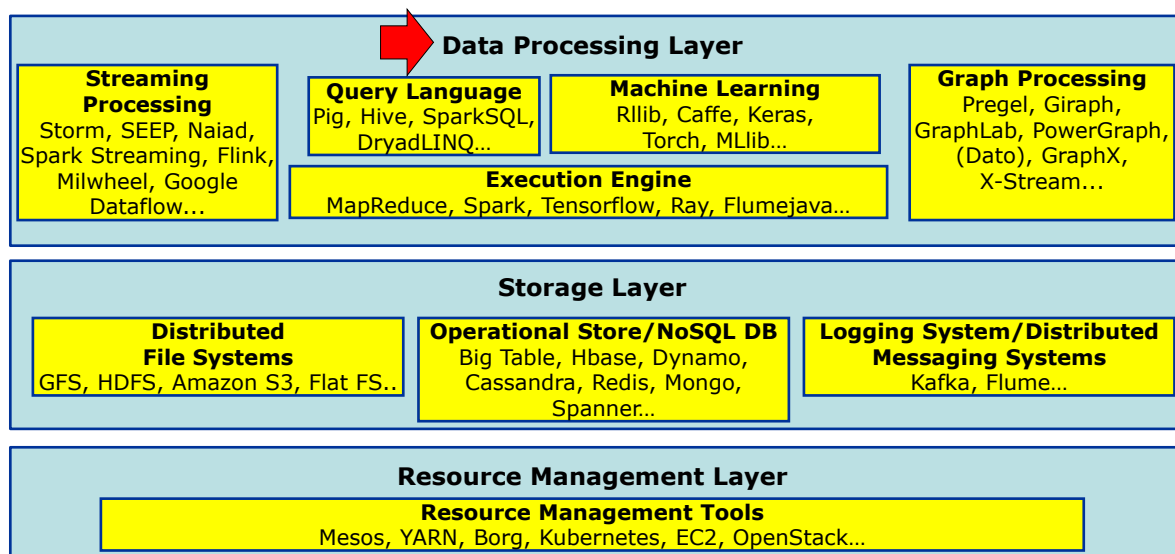 Data Processing Layer
Streaming
Processing
Storm, SEEP, Naiad,
Spark Streaming, Flink,
Milwheel, Google
Dataflow...
Query Language
Pig, Hive, SparkSQL,
DryadLINQ…
Machine Learning
Rllib, Caffe, Keras,
Torch, MLlib…
Execution Engine
MapReduce, Spark, Tensorflow, Ray, Flumejava…
Graph Processing
Pregel, Giraph,
GraphLab, PowerGraph,
(Dato), GraphX,
X-Stream...
Storage Layer
Distributed
File Systems
GFS, HDFS, Amazon S3, Flat FS..
Operational Store/NoSQL DB
Big Table, Hbase, Dynamo,
Cassandra, Redis, Mongo,
Spanner…
Logging System/Distributed
Messaging Systems
Kafka, Flume…
Resource Management Layer
Resource Management Tools
Mesos, YARN, Borg, Kubernetes, EC2, OpenStack…